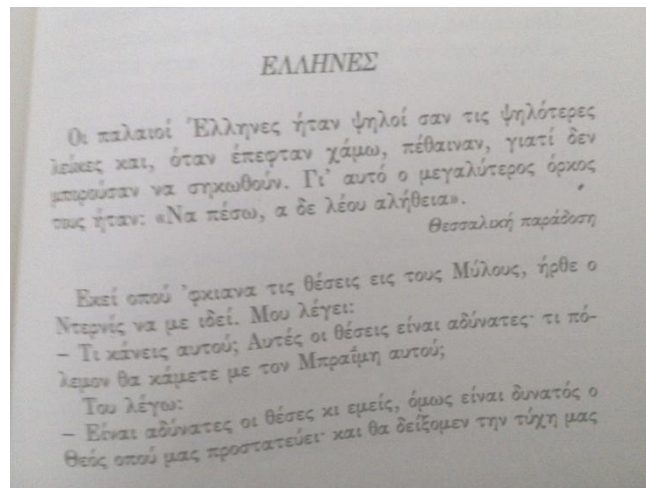 ΕΛΛΗΝΕΣ
Οι παλαιοί Έλληνες ήταν ψηλοί σαν τις ψηλότερες
λεύκες και, όταν έπεφταν χάμω, πέθαιναν, γιατί δεν
μπορούσαν να σηκωθούν. Γι' αυτό ο μεγαλύτερος όρκος
τους ήταν: «Να πέσω, α δε λέου αλήθεια».
Θεσσαλική παράδοση
Εκεί οπού 'φκιανα τις θέσεις εις τους Μύλους, ήρθε ο
Ντερνίς να με ιδεί. Μου λέγει:
– Τι κάνεις αυτού; Αυτές οι θέσεις είναι αδύνατες· τι πό-
λεμον θα κάμετε με τον Μπραΐμη αυτού;
Του λέγω:
– Είναι αδύνατες οι θέσες κι εμείς, όμως είναι δυνατός ο
Θεός οπού μας προστατεύει· και θα δείξομεν την τύχη μας